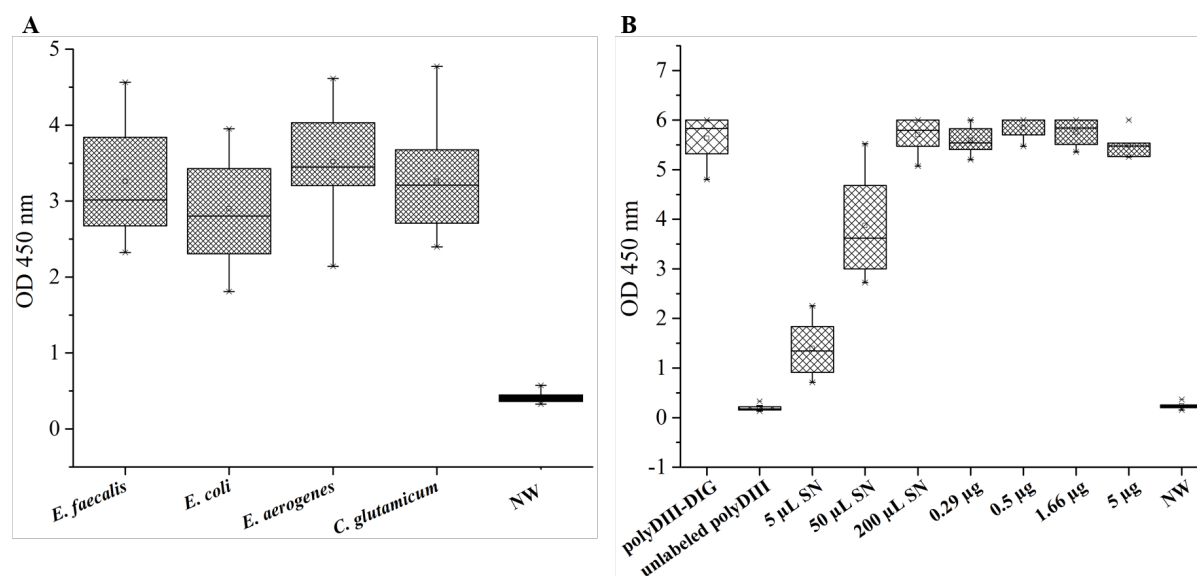 A
B
OD 450 nm
5
4
3
2
1
0
E. faecalis
E. coli
E. aerogenes
C. glutamicum
NW
OD 450 nm
7
6
5
4
3
2
1
0
-1
polyDIII-DIG
unlabeled polyDIII
5 µL SN
50 µL SN
200 µL SN
0.29 µg
0.5 µg
1.66 µg
5 µg
NW